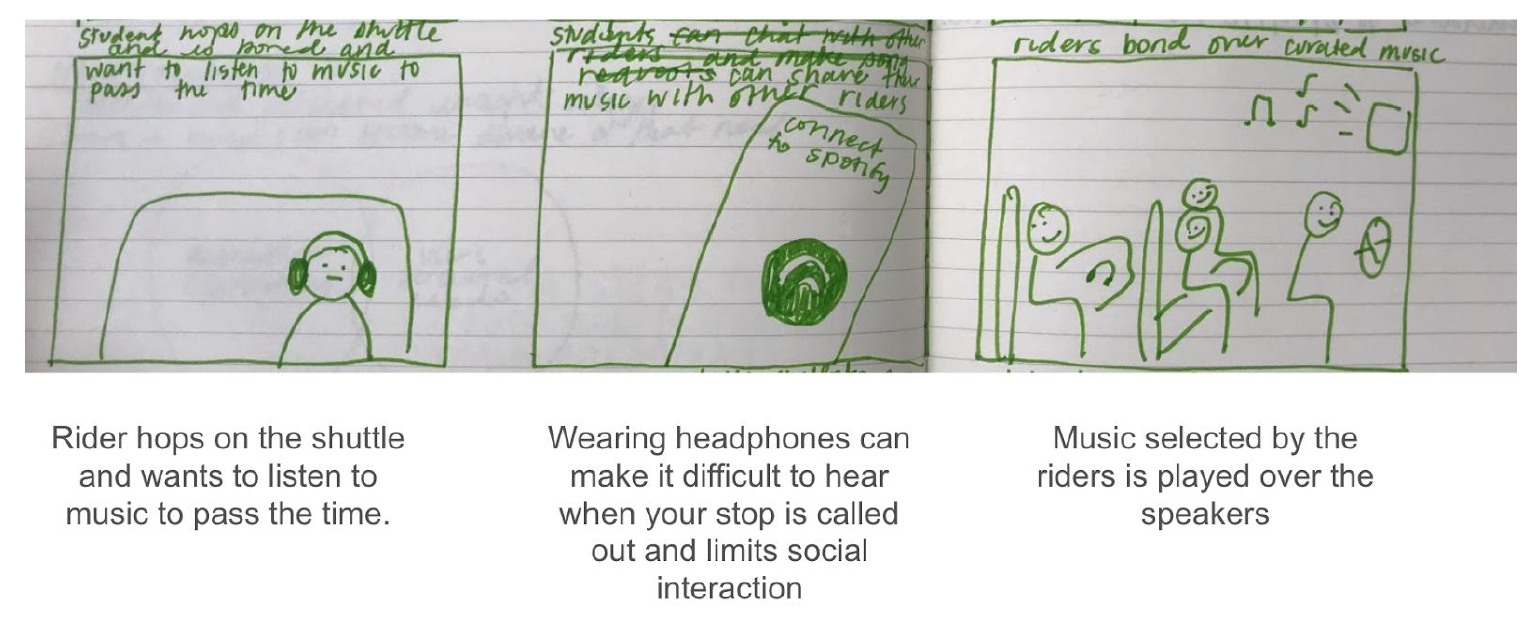 student hops on the shuttle
and is bored and
want to listen to music to
pass the time
students can chat with other
riders and make song
requests can share their
music with other riders
connect
to spotify
riders bond over curated music
Rider hops on the shuttle
and wants to listen to
music to pass the time.
Wearing headphones can
make it difficult to hear
when your stop is called
out and limits social
interaction
Music selected by the
riders is played over the
speakers